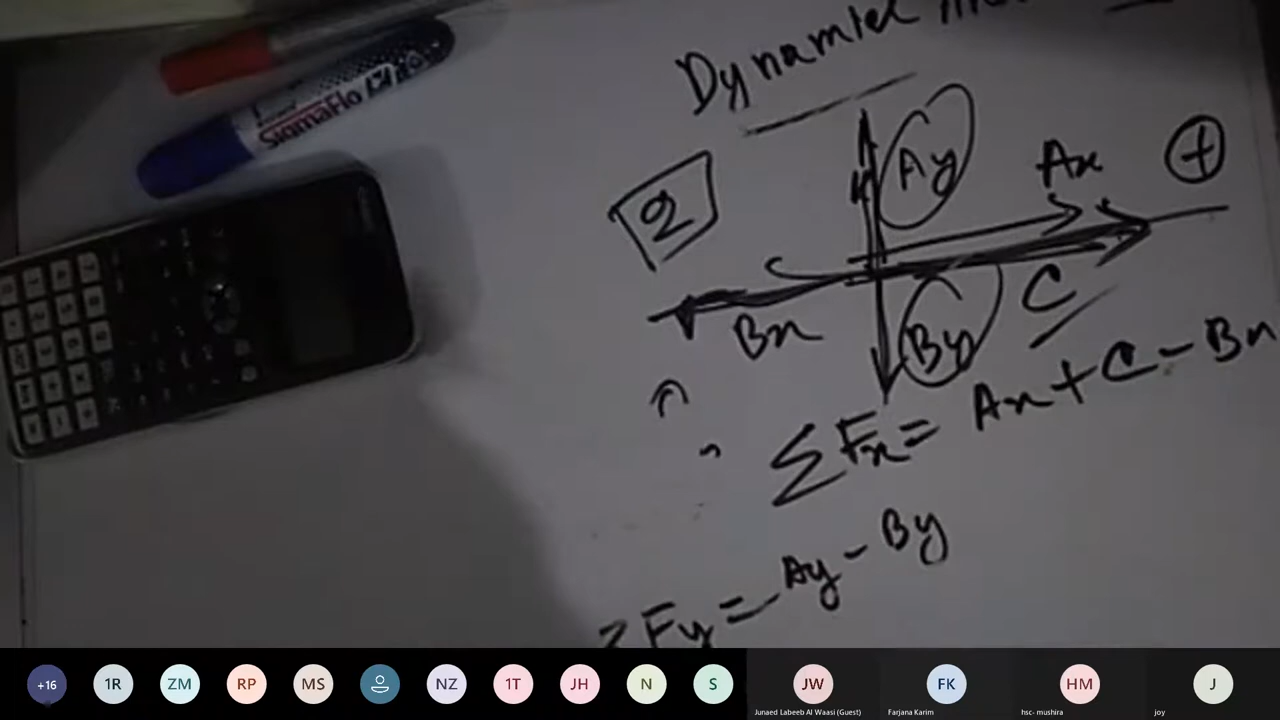 Dynamic
SigmaFlo
2
Ay
Ax
+
Bx
By
C
ΣFx = Ax + C - Bx
ΣFy = Ay - By
+16
1R
ZM
RP
MS
NZ
1T
JH
N
S
JW
FK
HM
J
Junaed Labeeb Al Waasi (Guest)
Farjana Karim
hsc- mushira
joy